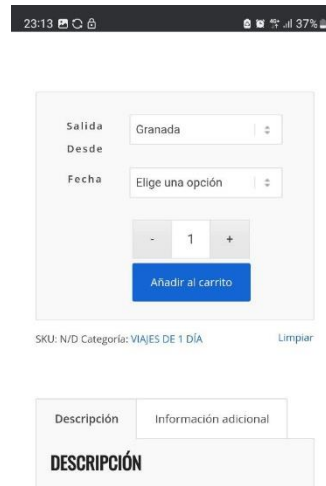 23:13 37%
Salida Desde
Granada
Fecha
Elige una opción
- 1 +
Añadir al carrito
SKU: N/D Categoría: VIAJES DE 1 DÍA Limpiar
Descripción Información adicional
DESCRIPCIÓN